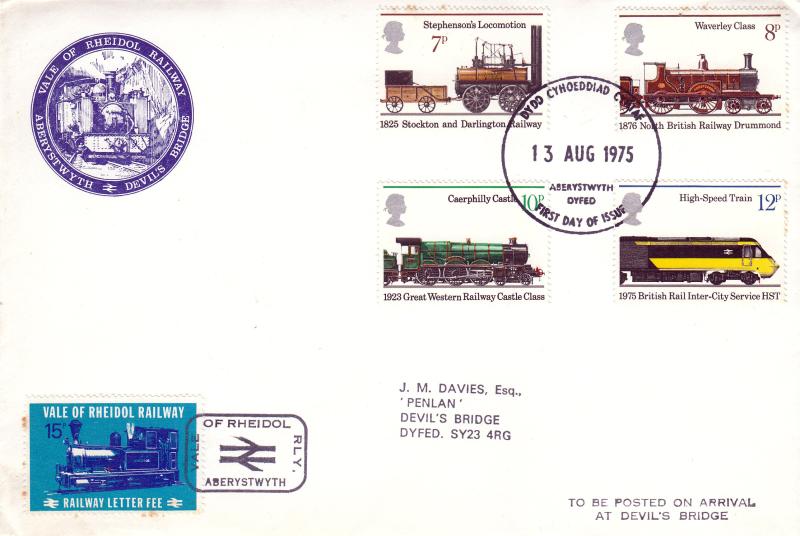 VALE OF RHEIDOL RAILWAY
ABERYSTWYTH DEVIL'S BRIDGE
Stephenson's Locomotion
7P
1825 Stockton and Darlington Railway
Waverley Class
8P
1876 North British Railway Drummond
DYDD CYHOEDDIAD CYNTAF
13 AUG 1975
ABERYSTWYTH
DYFED
FIRST DAY OF ISSUE
Caerphilly Castle
10P
1923 Great Western Railway Castle Class
High-Speed Train
12P
1975 British Rail Inter-City Service HST
J. M. DAVIES, Esq.,
'PENLAN'
DEVIL'S BRIDGE
DYFED. SY23 4RG
VALE OF RHEIDOL RAILWAY
15P
RAILWAY LETTER FEE
VALE
OF RHEIDOL
RLY,
ABERYSTWYTH
TO BE POSTED ON ARRIVAL
AT DEVIL'S BRIDGE